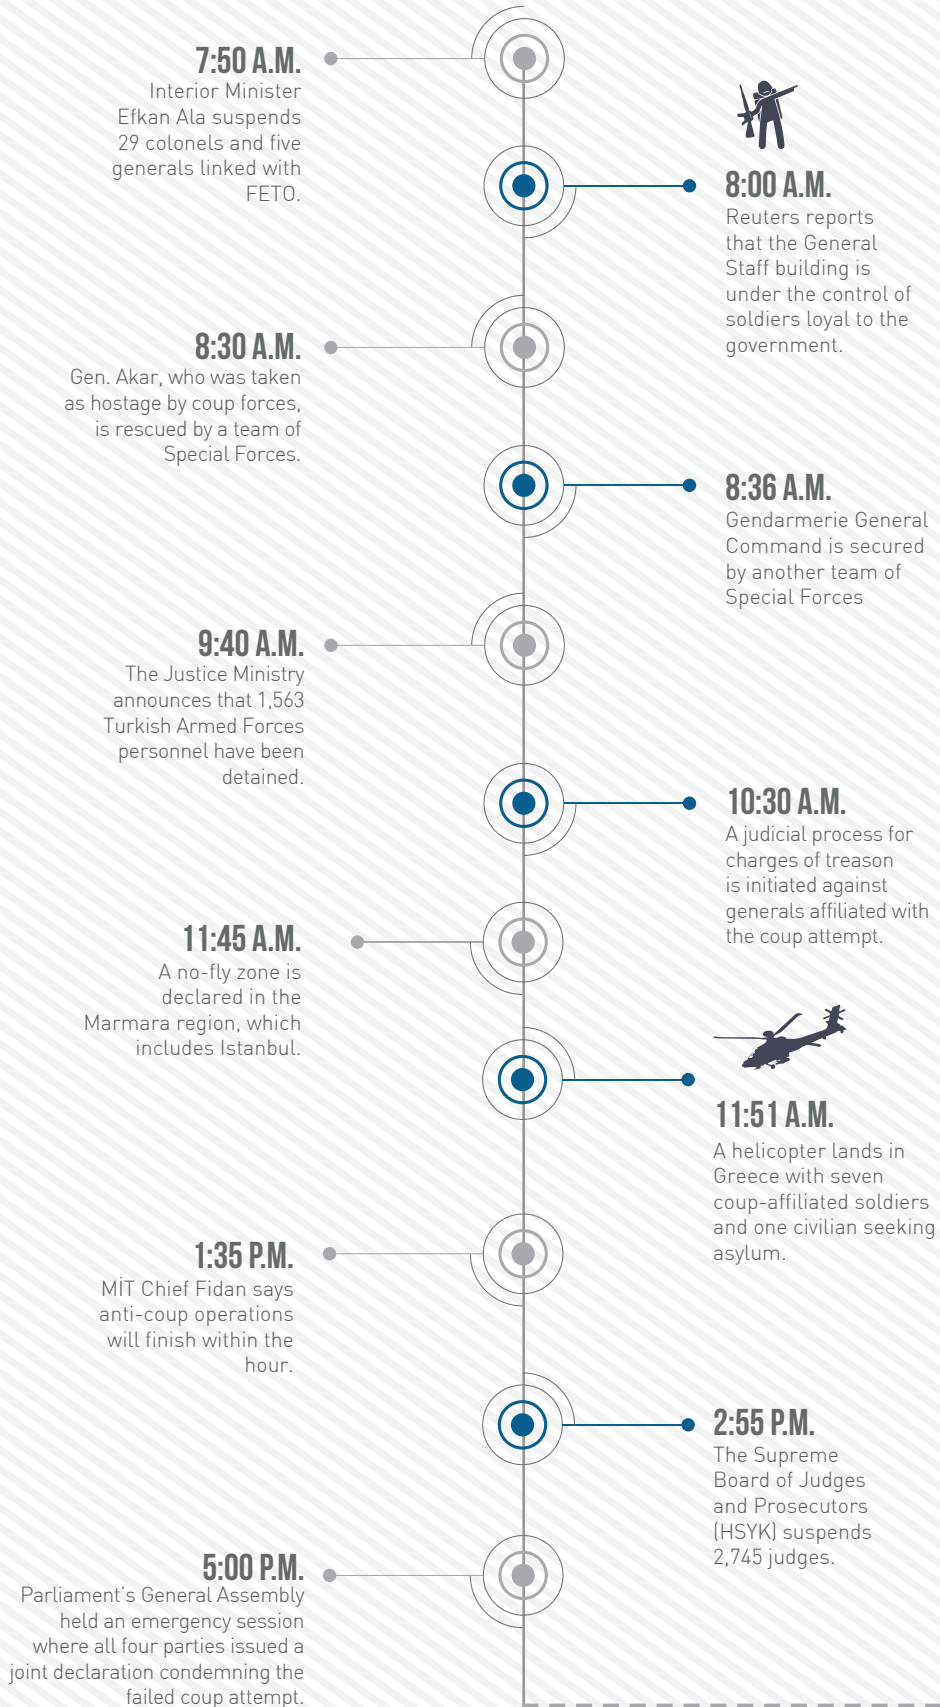 7:50 A.M.
Interior Minister
Efkan Ala suspends
29 colonels and five
generals linked with
FETO.
8:00 A.M.
Reuters reports
that the General
Staff building is
under the control of
soldiers loyal to the
government.
8:30 A.M.
Gen. Akar, who was taken
as hostage by coup forces,
is rescued by a team of
Special Forces.
8:36 A.M.
Gendarmerie General
Command is secured
by another team of
Special Forces
9:40 A.M.
The Justice Ministry
announces that 1,563
Turkish Armed Forces
personnel have been
detained.
10:30 A.M.
A judicial process for
charges of treason
is initiated against
generals affiliated with
the coup attempt.
11:45 A.M.
A no-fly zone is
declared in the
Marmara region, which
includes Istanbul.
11:51 A.M.
A helicopter lands in
Greece with seven
coup-affiliated soldiers
and one civilian seeking
asylum.
1:35 P.M.
MİT Chief Fidan says
anti-coup operations
will finish within the
hour.
2:55 P.M.
The Supreme
Board of Judges
and Prosecutors
(HSYK) suspends
2,745 judges.
5:00 P.M.
Parliament's General Assembly
held an emergency session
where all four parties issued a
joint declaration condemning the
failed coup attempt.